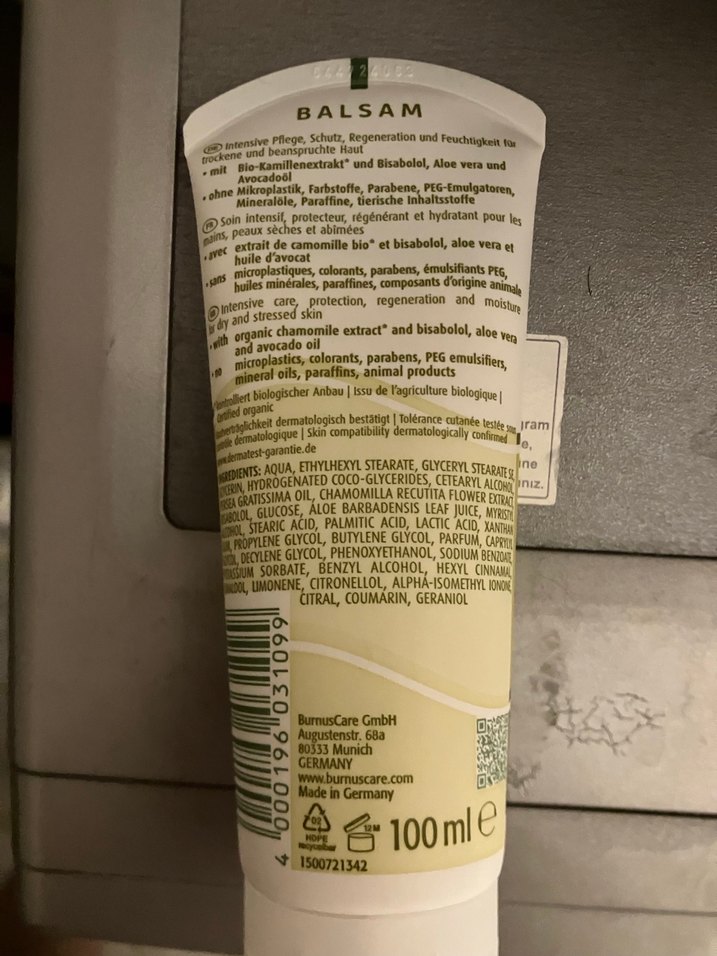 BALSAM
DE Intensive Pflege, Schutz, Regeneration und Feuchtigkeit für
trockene und beanspruchte Haut
• mit Bio-Kamillenextrakt* und Bisabolol, Aloe vera und
Avocadoöl
• ohne Mikroplastik, Farbstoffe, Parabene, PEG-Emulgatoren,
Mineralöle, Paraffine, tierische Inhaltsstoffe
FR Soin intensif, protecteur, régénérant et hydratant pour les
mains, peaux sèches et abîmées
• avec extrait de camomille bio* et bisabolol, aloe vera et
huile d'avocat
• sans microplastiques, colorants, parabens, émulsifiants PEG,
huiles minérales, paraffines, composants d'origine animale
Intensive care, protection, regeneration and moisture
for dry and stressed skin
• with organic chamomile extract* and bisabolol, aloe vera
and avocado oil
• no microplastics, colorants, parabens, PEG emulsifiers,
mineral oils, paraffins, animal products
kontrolliert biologischer Anbau | Issu de l'agriculture biologique |
Certified organic
dermatologisch bestätigt | Tolérance cutanée testée sous
dermatologique | Skin compatibility dermatologically confirmed
www.dermatest-garantie.de
INGREDIENTS: AQUA, ETHYLHEXYL STEARATE, GLYCERYL STEARATE SE,
GLYCERIN, HYDROGENATED COCO-GLYCERIDES, CETEARYL ALCOHOL,
PERSEA GRATISSIMA OIL, CHAMOMILLA RECUTITA FLOWER EXTRACT,
BISABOLOL, GLUCOSE, ALOE BARBADENSIS LEAF JUICE, MYRISTYL
ALCOHOL, STEARIC ACID, PALMITIC ACID, LACTIC ACID, XANTHAN
GUM, PROPYLENE GLYCOL, BUTYLENE GLYCOL, PARFUM, CAPRYLYL
GLYCOL, DECYLENE GLYCOL, PHENOXYETHANOL, SODIUM BENZOATE,
POTASSIUM SORBATE, BENZYL ALCOHOL, HEXYL CINNAMAL,
LINALOOL, LIMONENE, CITRONELLOL, ALPHA-ISOMETHYL IONONE,
CITRAL, COUMARIN, GERANIOL
4 000196 031099
BurnusCare GmbH
Augustenstr. 68a
80333 Munich
GERMANY
www.burnuscare.com
Made in Germany
02
HDPE
recycelbar
12 M
100 ml e
1500721342
gram
e,
ine
nız.